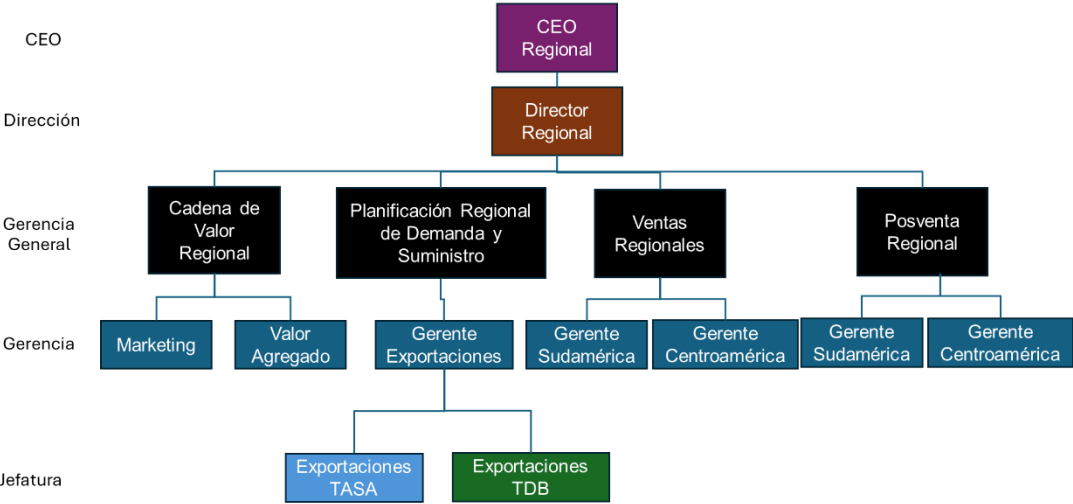 CEO
CEO
Regional
Dirección
Director
Regional
Gerencia
General
Cadena de
Valor
Regional
Planificación Regional
de Demanda y
Suministro
Ventas
Regionales
Posventa
Regional
Gerencia
Marketing
Valor
Agregado
Gerente
Exportaciones
Gerente
Sudamérica
Gerente
Centroamérica
Gerente
Sudamérica
Gerente
Centroamérica
Jefatura
Exportaciones
TASA
Exportaciones
TDB